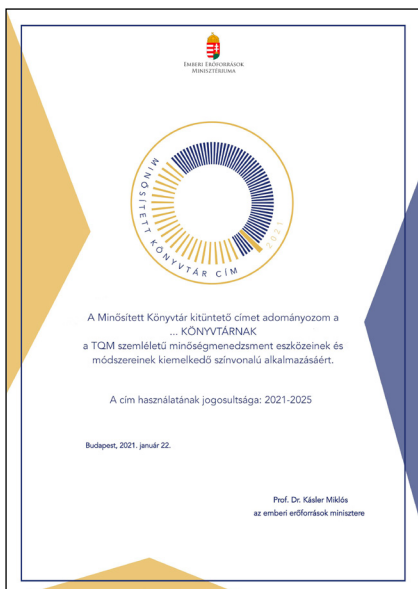 EMBERI ERŐFORRÁSOK
MINISZTÉRIUMA
MINŐSÍTETT KÖNYVTÁR CÍM
2021
A Minősített Könyvtár kitüntető címet adományozom a
... KÖNYVTÁRNAK
a TQM szemléletű minőségmenedzsment eszközeinek és
módszereinek kiemelkedő színvonalú alkalmazásáért.
A cím használatának jogosultsága: 2021-2025
Budapest, 2021. január 22.
Prof. Dr. Kásler Miklós
az emberi erőforrások minisztere